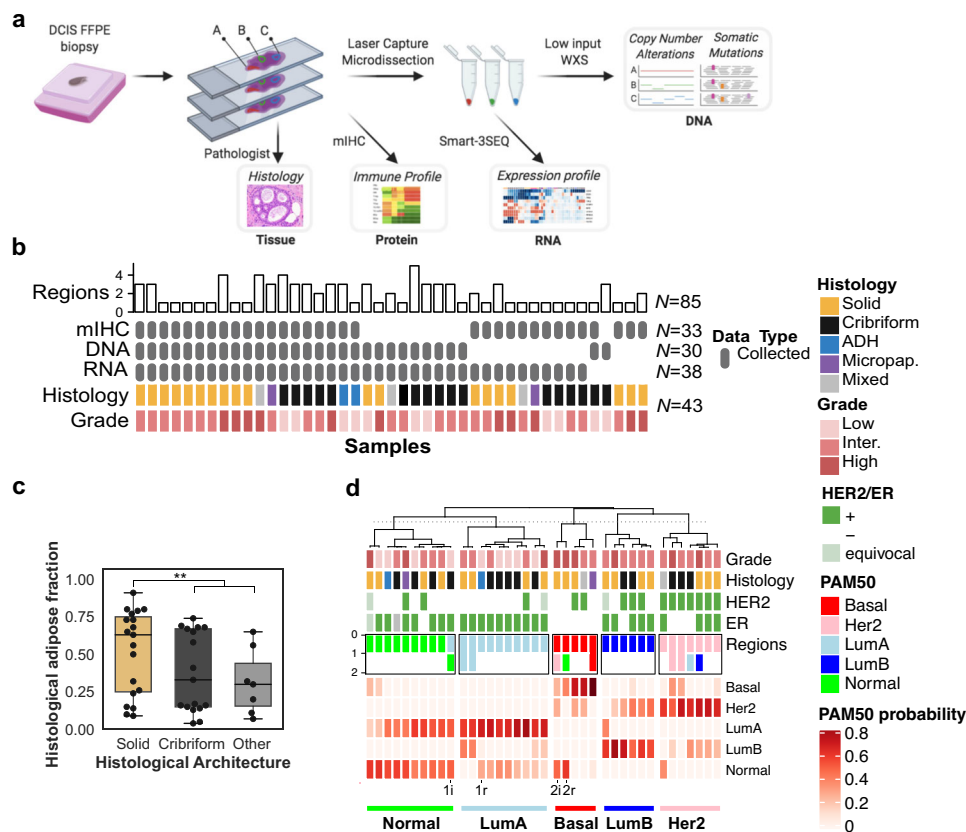 a
DCIS FFPE
biopsy
A B C
Laser Capture
Microdissection
Low input
WXS
Copy Number
Alterations
Somatic
Mutations
A
B
C
DNA
Pathologist
mIHC
Smart-3SEQ
Histology
Tissue
Immune Profile
Protein
Expression profile
RNA
b
Regions
4
2
0
N=85
mIHC
N=33
DNA
N=30
RNA
N=38
Histology
Grade
N=43
Samples
Data Type
Collected
Histology
Solid
Cribriform
ADH
Micropap.
Mixed
Grade
Low
Inter.
High
HER2/ER
+
−
equivocal
PAM50
Basal
Her2
LumA
LumB
Normal
PAM50 probability
0.8
0.6
0.4
0.2
0
c
Histological adipose fraction
1.00
0.75
0.50
0.25
0.00
**
Solid Cribriform Other
Histological Architecture
d
Grade
Histology
HER2
ER
0
1
2
Regions
Basal
Her2
LumA
LumB
Normal
1i 1r 2i 2r
Normal LumA Basal LumB Her2